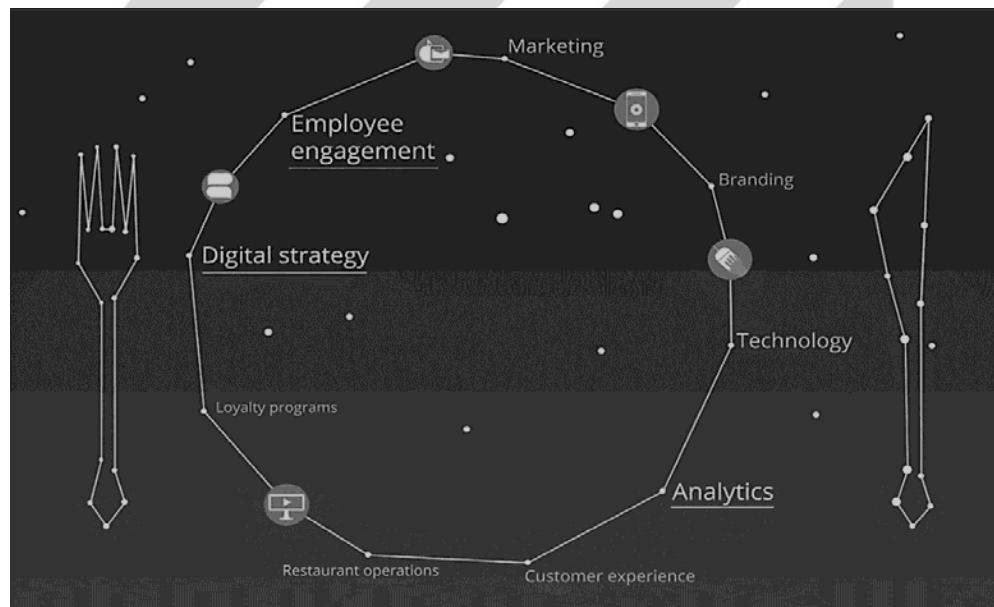 Marketing
Employee
engagement
Branding
Digital strategy
Technology
Loyalty programs
Analytics
Restaurant operations
Customer experience